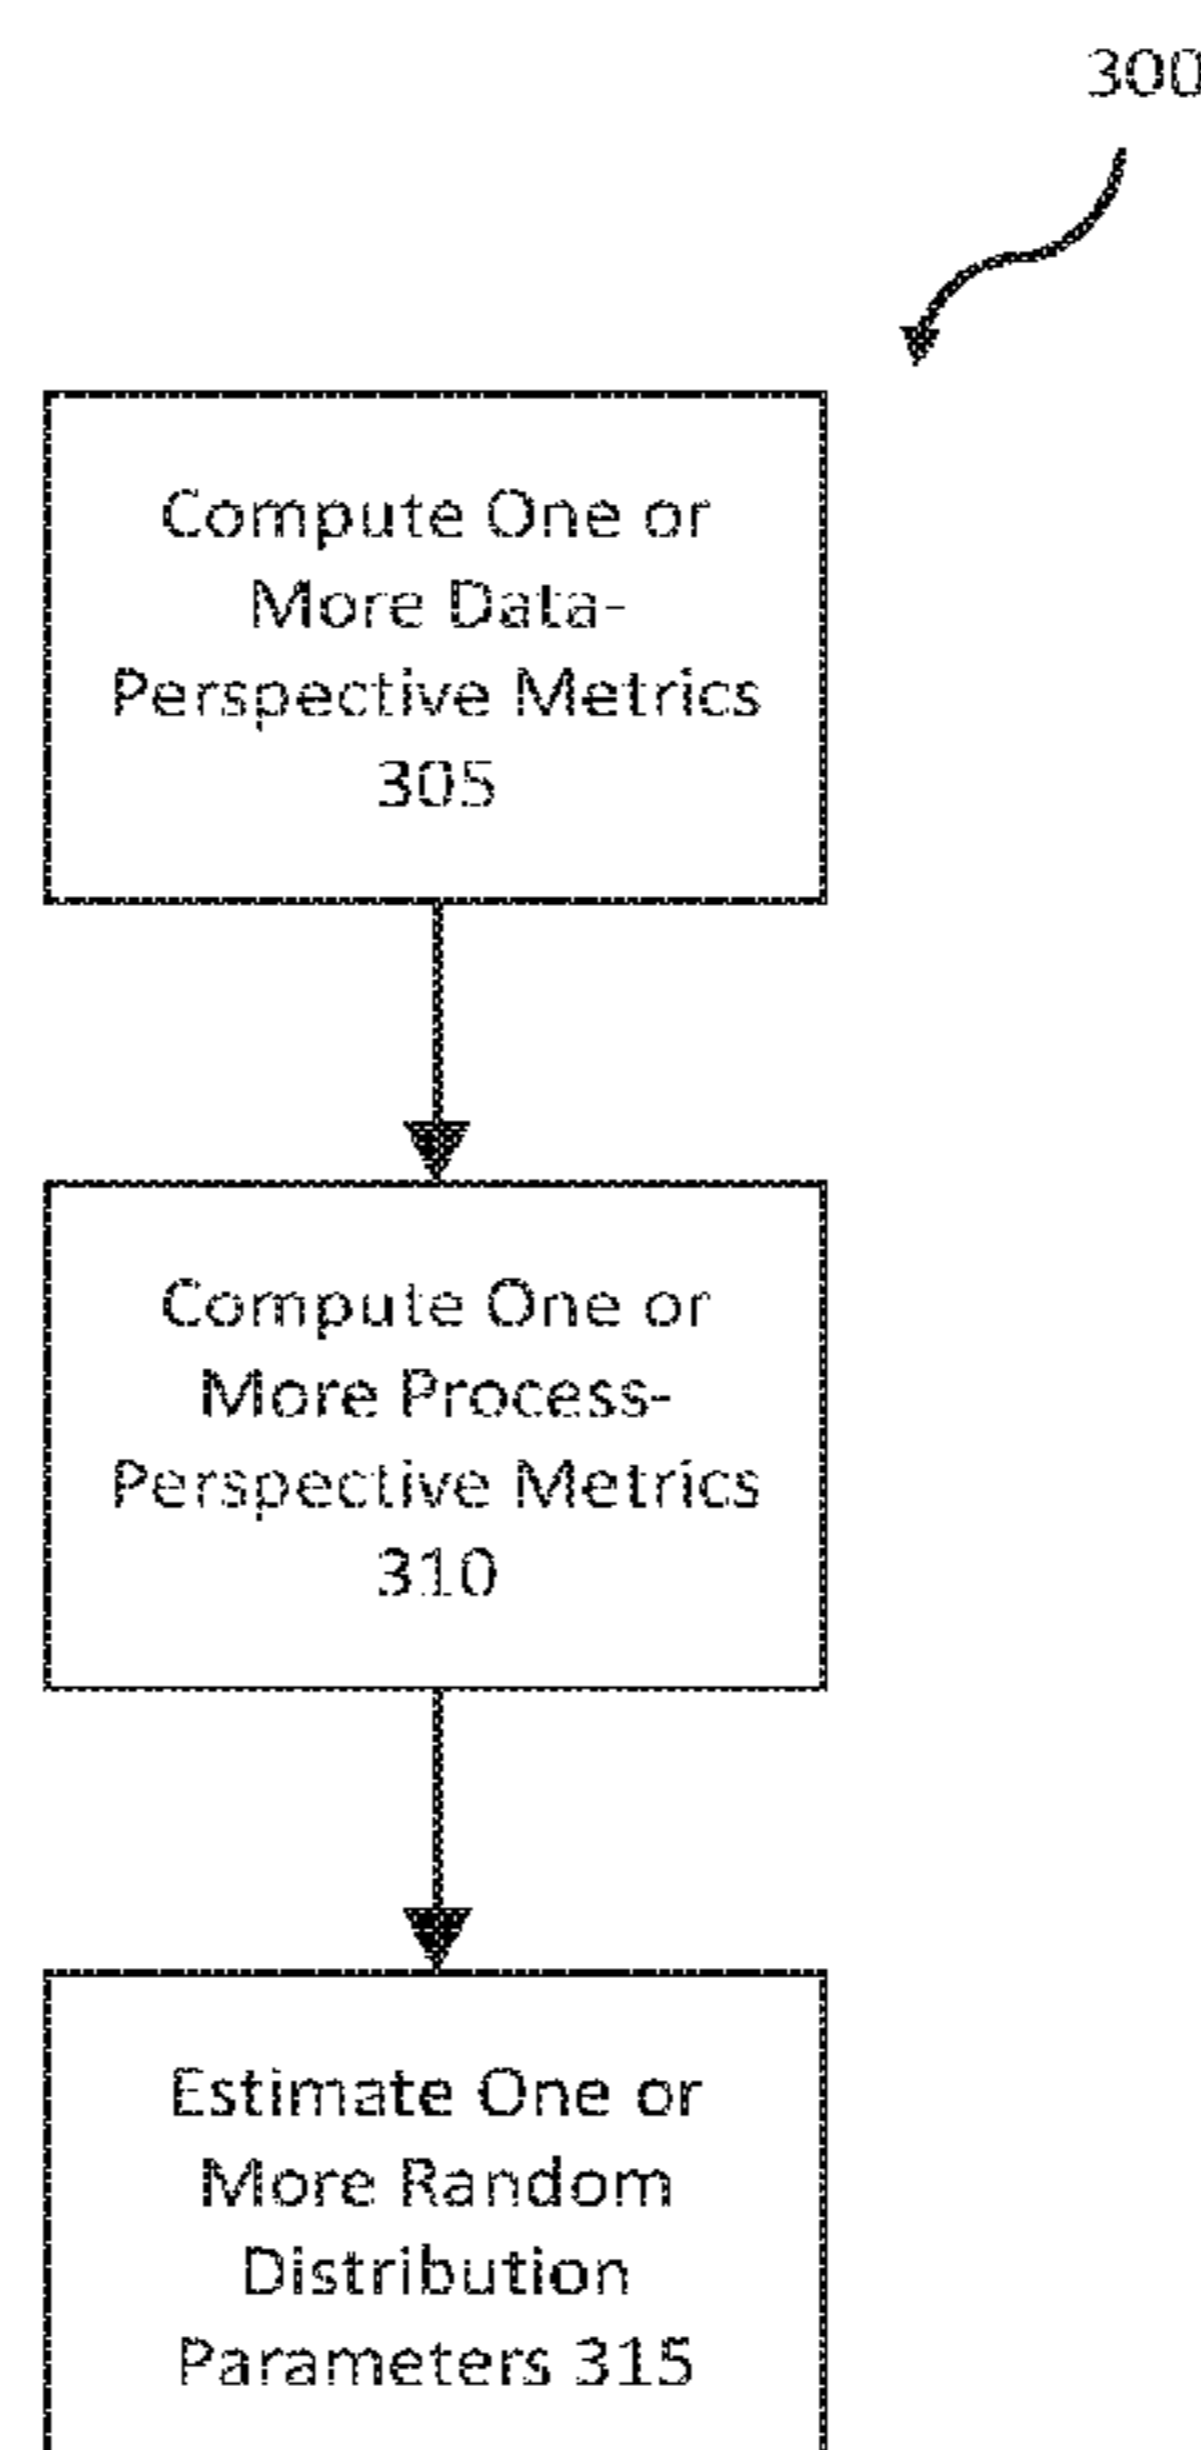 300
Compute One or
More Data-
Perspective Metrics
305
Compute One or
More Process-
Perspective Metrics
310
Estimate One or
More Random
Distribution
Parameters 315